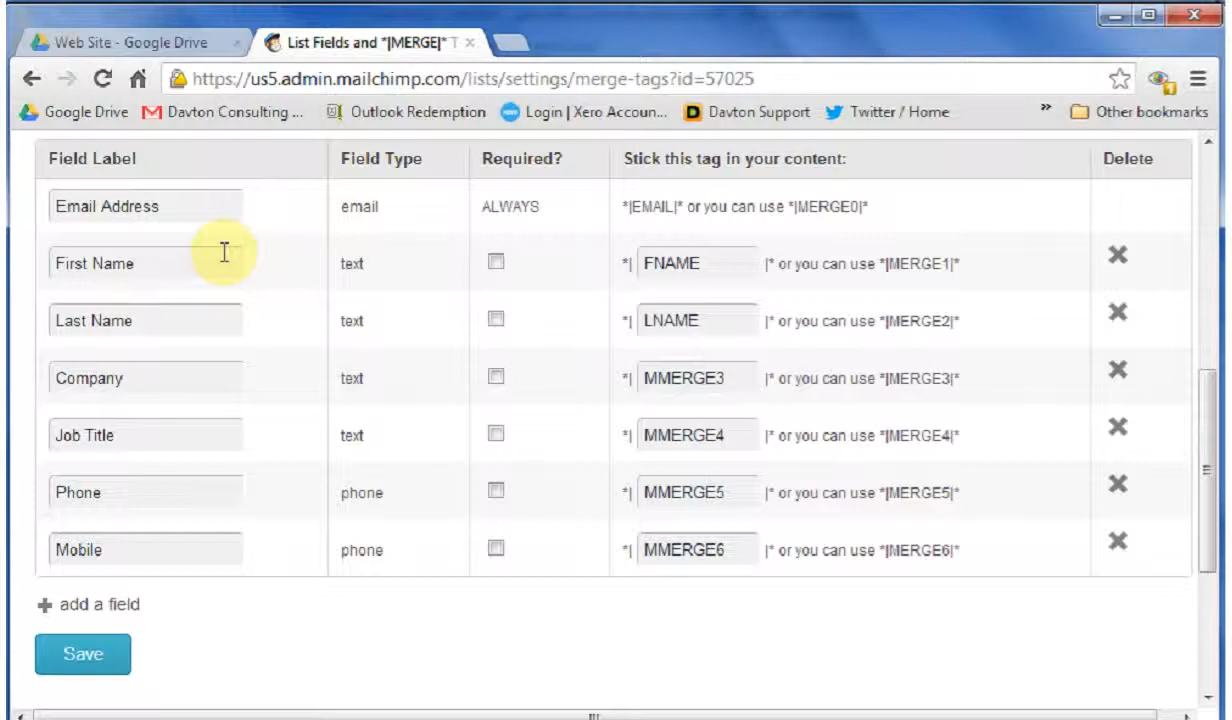 Web Site - Google Drive
List Fields and *|MERGE|* T
https://us5.admin.mailchimp.com/lists/settings/merge-tags?id=57025
Google Drive Davton Consulting ... Outlook Redemption Login | Xero Accoun... Davton Support Twitter / Home » Other bookmarks
Field Label Field Type Required? Stick this tag in your content: Delete
Email Address email ALWAYS *|EMAIL|* or you can use *|MERGE0|*
First Name text *| FNAME |* or you can use *|MERGE1|*
Last Name text *| LNAME |* or you can use *|MERGE2|*
Company text *| MMERGE3 |* or you can use *|MERGE3|*
Job Title text *| MMERGE4 |* or you can use *|MERGE4|*
Phone phone *| MMERGE5 |* or you can use *|MERGE5|*
Mobile phone *| MMERGE6 |* or you can use *|MERGE6|*
add a field
Save